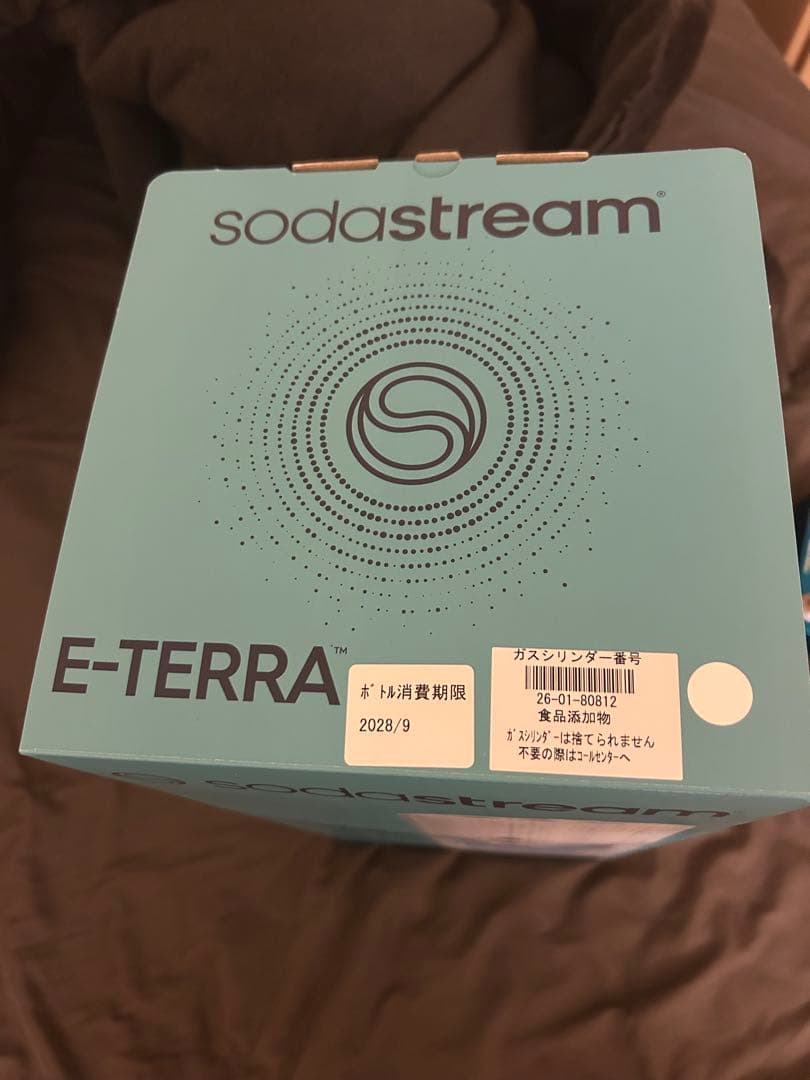 sodastream®
E-TERRA™
ﾎﾞﾄﾙ消費期限
2028/9
ガスシリンダー番号
26-01-80812
食品添加物
ｶﾞｽｼﾘﾝﾀﾞｰは捨てられません
不要の際はｺｰﾙｾﾝﾀｰへ
sodastream